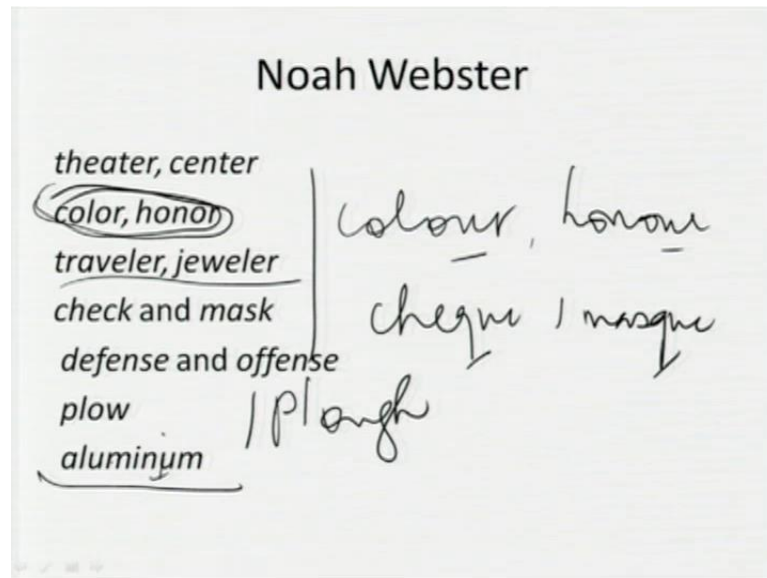 Noah Webster
theater, center
color, honor colour, honour
traveler, jeweler
check and mask cheque / masque
defense and offense
plow / plough
aluminum